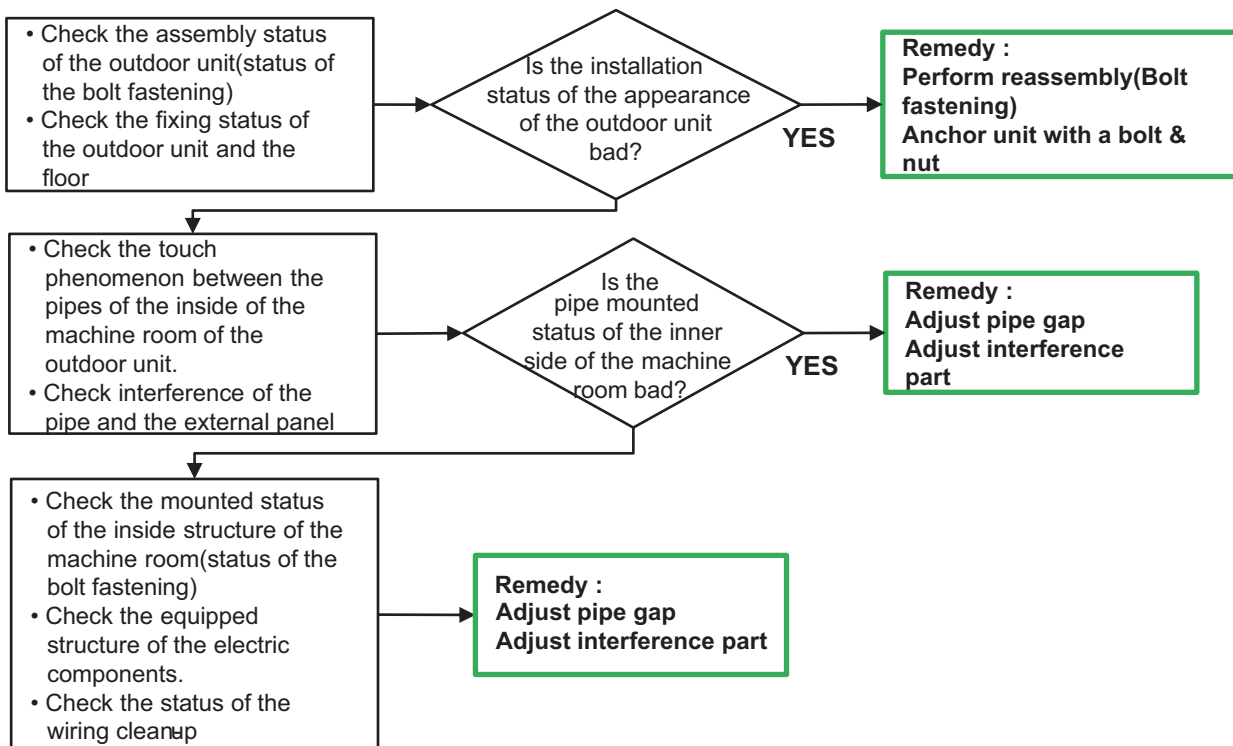 • Check the assembly status
of the outdoor unit(status of
the bolt fastening)
• Check the fixing status of
the outdoor unit and the
floor
Is the installation
status of the appearance
of the outdoor unit
bad?
YES
Remedy :
Perform reassembly(Bolt
fastening)
Anchor unit with a bolt &
nut
• Check the touch
phenomenon between the
pipes of the inside of the
machine room of the
outdoor unit.
• Check interference of the
pipe and the external panel
Is the
pipe mounted
status of the inner
side of the machine
room bad?
YES
Remedy :
Adjust pipe gap
Adjust interference
part
• Check the mounted status
of the inside structure of the
machine room(status of the
bolt fastening)
• Check the equipped
structure of the electric
components.
• Check the status of the
wiring cleanup
Remedy :
Adjust pipe gap
Adjust interference part